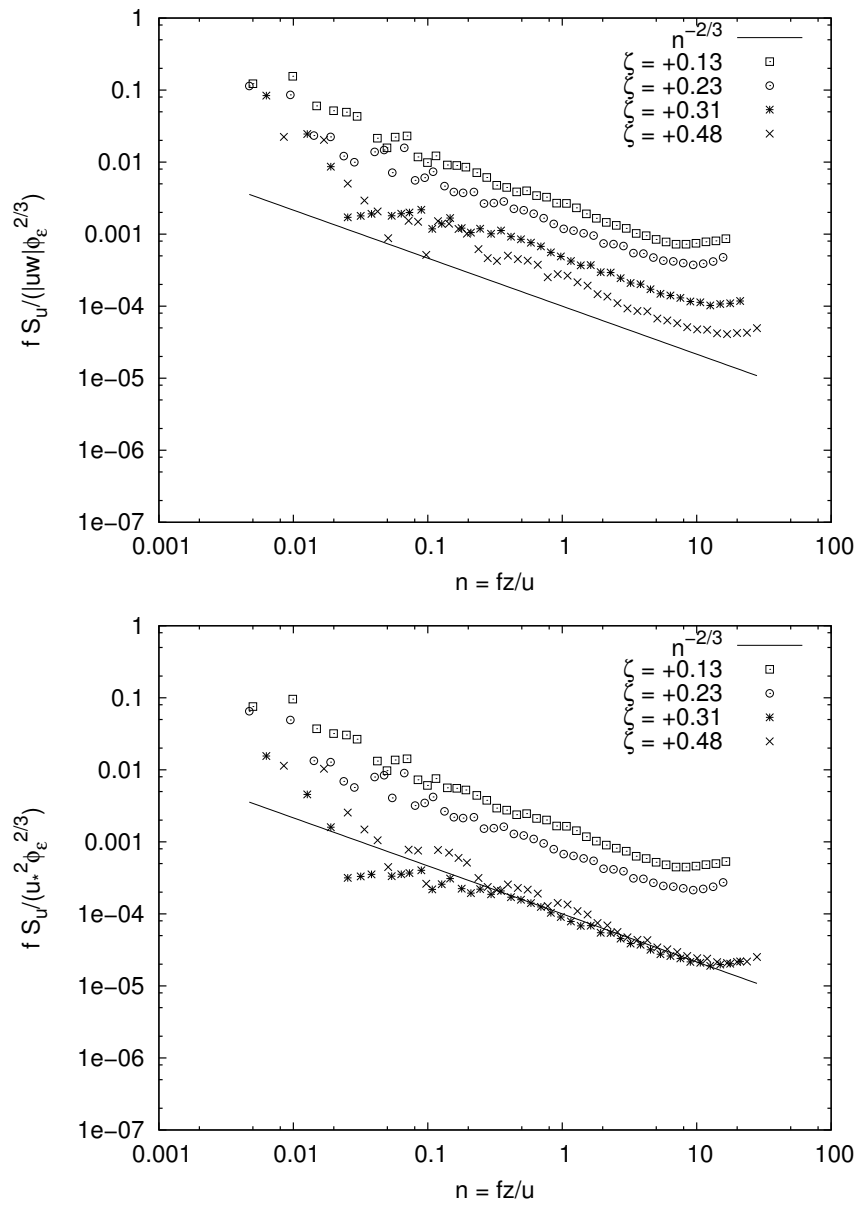 1
0.1
0.01
0.001
1e-04
1e-05
1e-06
1e-07
0.001 0.01 0.1 1 10 100
f S_u/(|uw|ϕ_ε^{2/3})
n = fz/u
n^{-2/3}
ζ = +0.13
ζ = +0.23
ζ = +0.31
ζ = +0.48
1
0.1
0.01
0.001
1e-04
1e-05
1e-06
1e-07
0.001 0.01 0.1 1 10 100
f S_u/(u_*^2 ϕ_ε^{2/3})
n = fz/u
n^{-2/3}
ζ = +0.13
ζ = +0.23
ζ = +0.31
ζ = +0.48